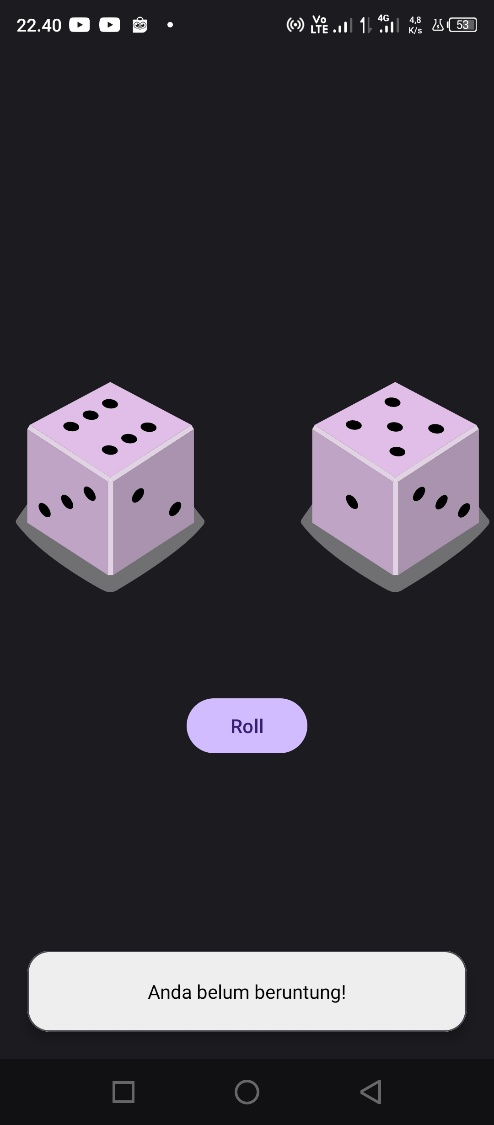 22.40 Vo LTE 4G 4,8 K/s 53
Roll
Anda belum beruntung!